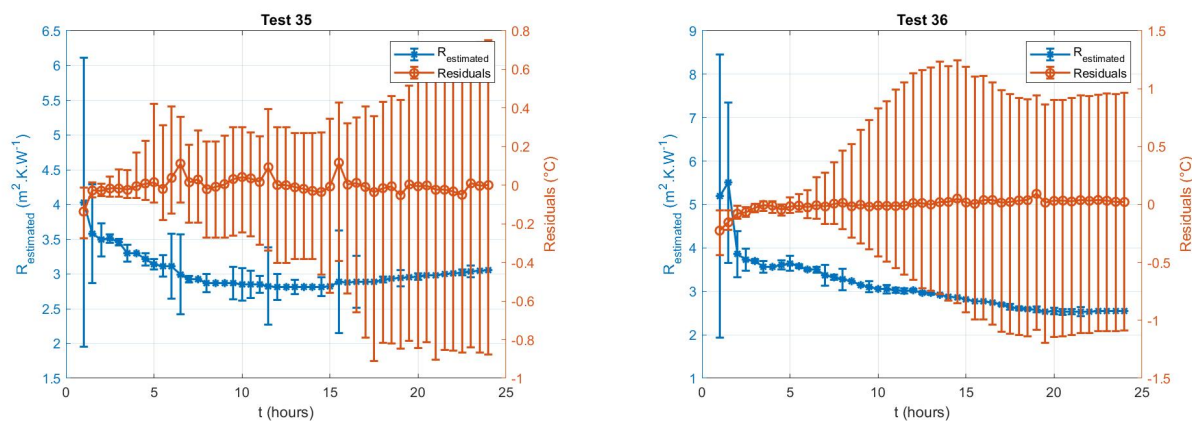 Test 35
R_estimated (m².K.W⁻¹)
6.5
6
5.5
5
4.5
4
3.5
3
2.5
2
1.5
R_estimated
Residuals
0.8
0.6
0.4
0.2
0
-0.2
-0.4
-0.6
-0.8
-1
Residuals (°C)
0 5 10 15 20 25
t (hours)
Test 36
R_estimated (m².K.W⁻¹)
9
8
7
6
5
4
3
2
1
R_estimated
Residuals
1.5
1
0.5
0
-0.5
-1
-1.5
Residuals (°C)
0 5 10 15 20 25
t (hours)